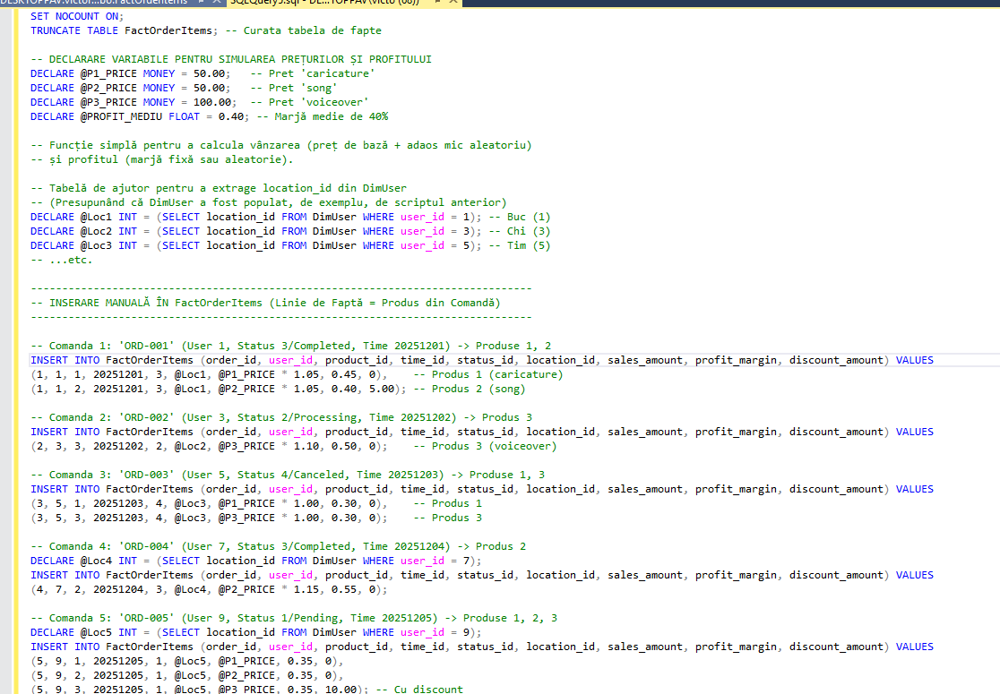 SQLQuery5.sql - DE...TOPPAV\victo (68))
SET NOCOUNT ON;
TRUNCATE TABLE FactOrderItems; -- Curata tabela de fapte
-- DECLARARE VARIABILE PENTRU SIMULAREA PREȚURILOR ȘI PROFITULUI
DECLARE @P1_PRICE MONEY = 50.00;   -- Pret 'caricature'
DECLARE @P2_PRICE MONEY = 50.00;   -- Pret 'song'
DECLARE @P3_PRICE MONEY = 100.00;  -- Pret 'voiceover'
DECLARE @PROFIT_MEDIU FLOAT = 0.40; -- Marjă medie de 40%
-- Funcție simplă pentru a calcula vânzarea (preț de bază + adaos mic aleatoriu)
-- și profitul (marjă fixă sau aleatorie).
-- Tabelă de ajutor pentru a extrage location_id din DimUser
-- (Presupunând că DimUser a fost populat, de exemplu, de scriptul anterior)
DECLARE @Loc1 INT = (SELECT location_id FROM DimUser WHERE user_id = 1); -- Buc (1)
DECLARE @Loc2 INT = (SELECT location_id FROM DimUser WHERE user_id = 3); -- Chi (3)
DECLARE @Loc3 INT = (SELECT location_id FROM DimUser WHERE user_id = 5); -- Tim (5)
-- ...etc.
--------------------------------------------------------------------------------
-- INSERARE MANUALĂ ÎN FactOrderItems (Linie de Faptă = Produs din Comandă)
--------------------------------------------------------------------------------
-- Comanda 1: 'ORD-001' (User 1, Status 3/Completed, Time 20251201) -> Produse 1, 2
INSERT INTO FactOrderItems (order_id, user_id, product_id, time_id, status_id, location_id, sales_amount, profit_margin, discount_amount) VALUES
(1, 1, 1, 20251201, 3, @Loc1, @P1_PRICE * 1.05, 0.45, 0),    -- Produs 1 (caricature)
(1, 1, 2, 20251201, 3, @Loc1, @P2_PRICE * 1.05, 0.40, 5.00); -- Produs 2 (song)
-- Comanda 2: 'ORD-002' (User 3, Status 2/Processing, Time 20251202) -> Produs 3
INSERT INTO FactOrderItems (order_id, user_id, product_id, time_id, status_id, location_id, sales_amount, profit_margin, discount_amount) VALUES
(2, 3, 3, 20251202, 2, @Loc2, @P3_PRICE * 1.10, 0.50, 0);    -- Produs 3 (voiceover)
-- Comanda 3: 'ORD-003' (User 5, Status 4/Canceled, Time 20251203) -> Produse 1, 3
INSERT INTO FactOrderItems (order_id, user_id, product_id, time_id, status_id, location_id, sales_amount, profit_margin, discount_amount) VALUES
(3, 5, 1, 20251203, 4, @Loc3, @P1_PRICE * 1.00, 0.30, 0),    -- Produs 1
(3, 5, 3, 20251203, 4, @Loc3, @P3_PRICE * 1.00, 0.30, 0);    -- Produs 3
-- Comanda 4: 'ORD-004' (User 7, Status 3/Completed, Time 20251204) -> Produs 2
DECLARE @Loc4 INT = (SELECT location_id FROM DimUser WHERE user_id = 7);
INSERT INTO FactOrderItems (order_id, user_id, product_id, time_id, status_id, location_id, sales_amount, profit_margin, discount_amount) VALUES
(4, 7, 2, 20251204, 3, @Loc4, @P2_PRICE * 1.15, 0.55, 0);
-- Comanda 5: 'ORD-005' (User 9, Status 1/Pending, Time 20251205) -> Produse 1, 2, 3
DECLARE @Loc5 INT = (SELECT location_id FROM DimUser WHERE user_id = 9);
INSERT INTO FactOrderItems (order_id, user_id, product_id, time_id, status_id, location_id, sales_amount, profit_margin, discount_amount) VALUES
(5, 9, 1, 20251205, 1, @Loc5, @P1_PRICE, 0.35, 0),
(5, 9, 2, 20251205, 1, @Loc5, @P2_PRICE, 0.35, 0),
(5, 9, 3, 20251205, 1, @Loc5, @P3_PRICE, 0.35, 10.00); -- Cu discount